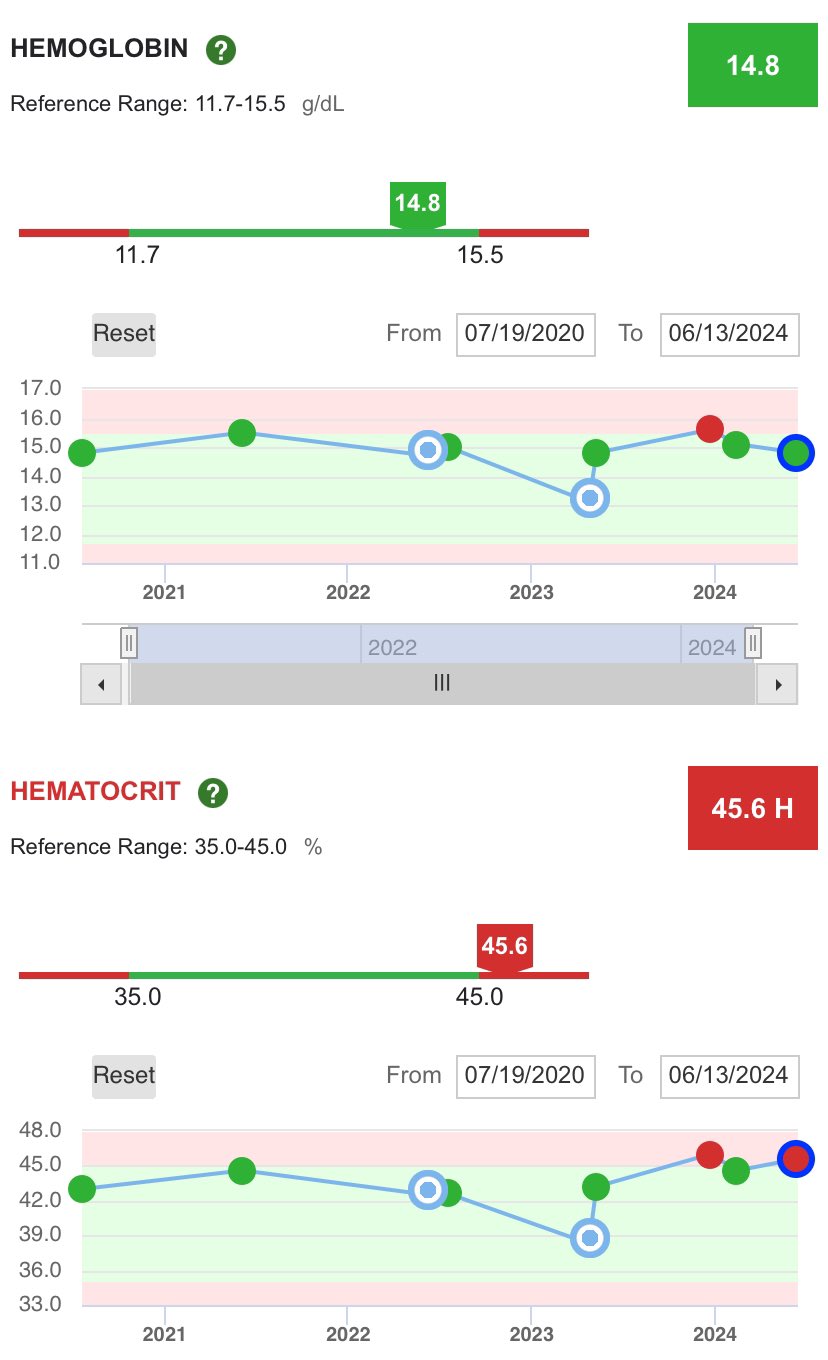 HEMOGLOBIN ?
14.8
Reference Range: 11.7-15.5 g/dL
14.8
11.7 15.5
Reset From 07/19/2020 To 06/13/2024
17.0
16.0
15.0
14.0
13.0
12.0
11.0
2021 2022 2023 2024
2022 2024
HEMATOCRIT ?
45.6 H
Reference Range: 35.0-45.0 %
45.6
35.0 45.0
Reset From 07/19/2020 To 06/13/2024
48.0
45.0
42.0
39.0
36.0
33.0
2021 2022 2023 2024